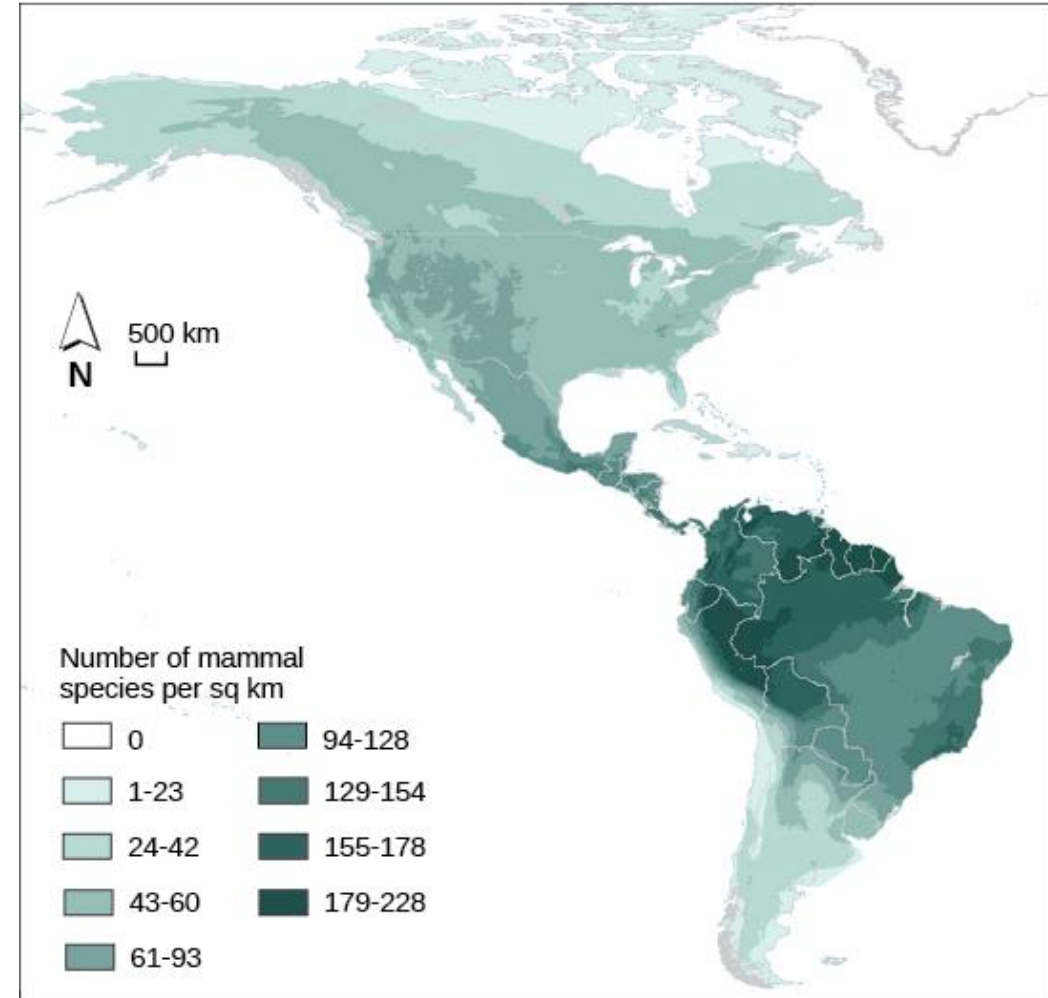 500 km
N
Number of mammal
species per sq km
0
1-23
24-42
43-60
61-93
94-128
129-154
155-178
179-228